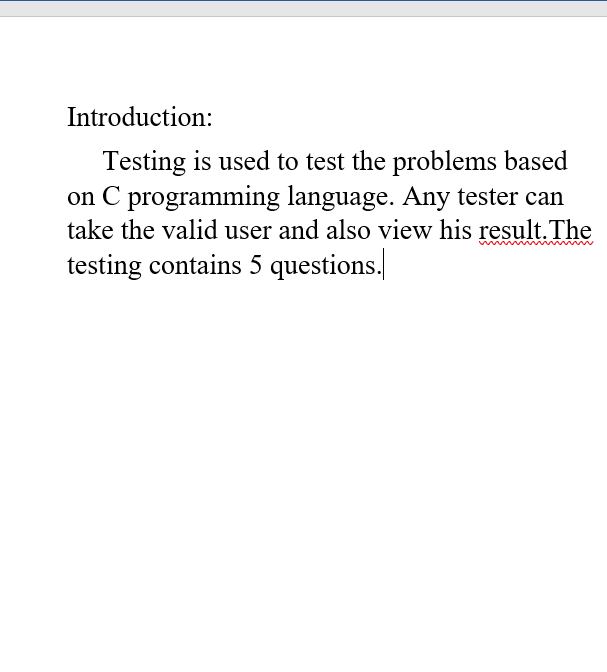 Introduction:
Testing is used to test the problems based
on C programming language. Any tester can
take the valid user and also view his result.The
testing contains 5 questions.